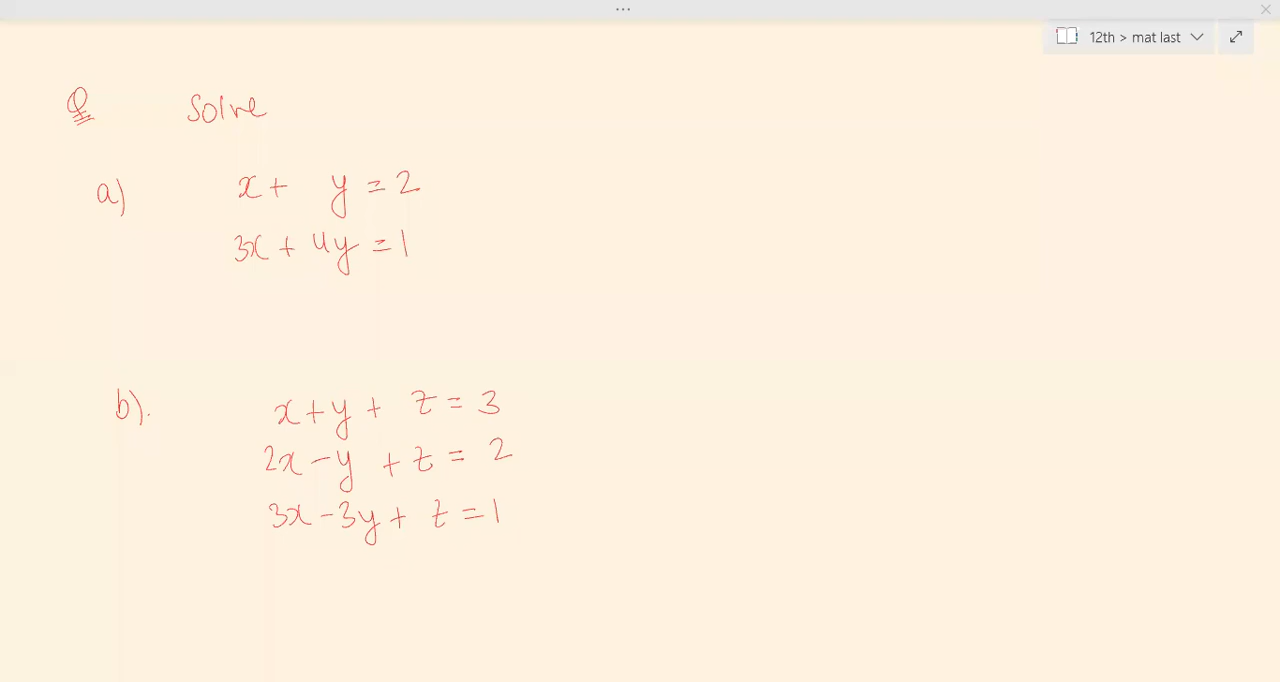 ...
12th > mat last
Q Solve
a) x + y = 2
3x + 4y = 1
b). x + y + z = 3
2x - y + z = 2
3x - 3y + z = 1